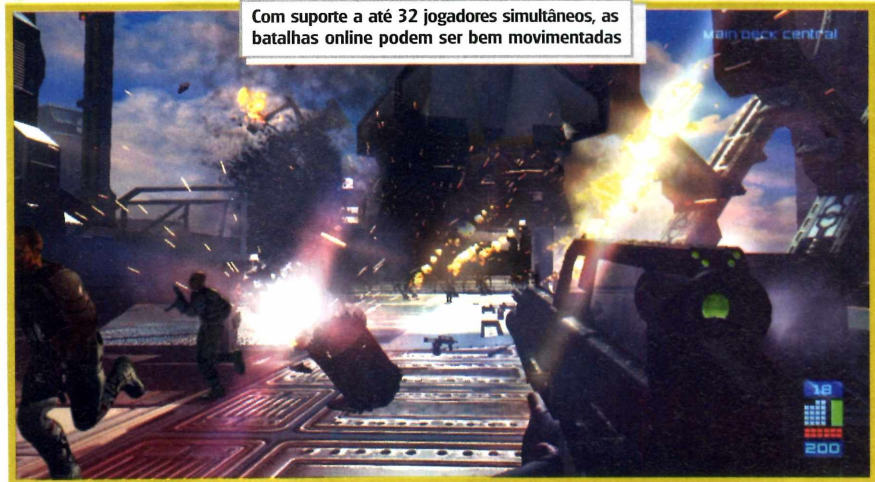 Com suporte a até 32 jogadores simultâneos, as
batalhas online podem ser bem movimentadas
Main Deck Central
18
200